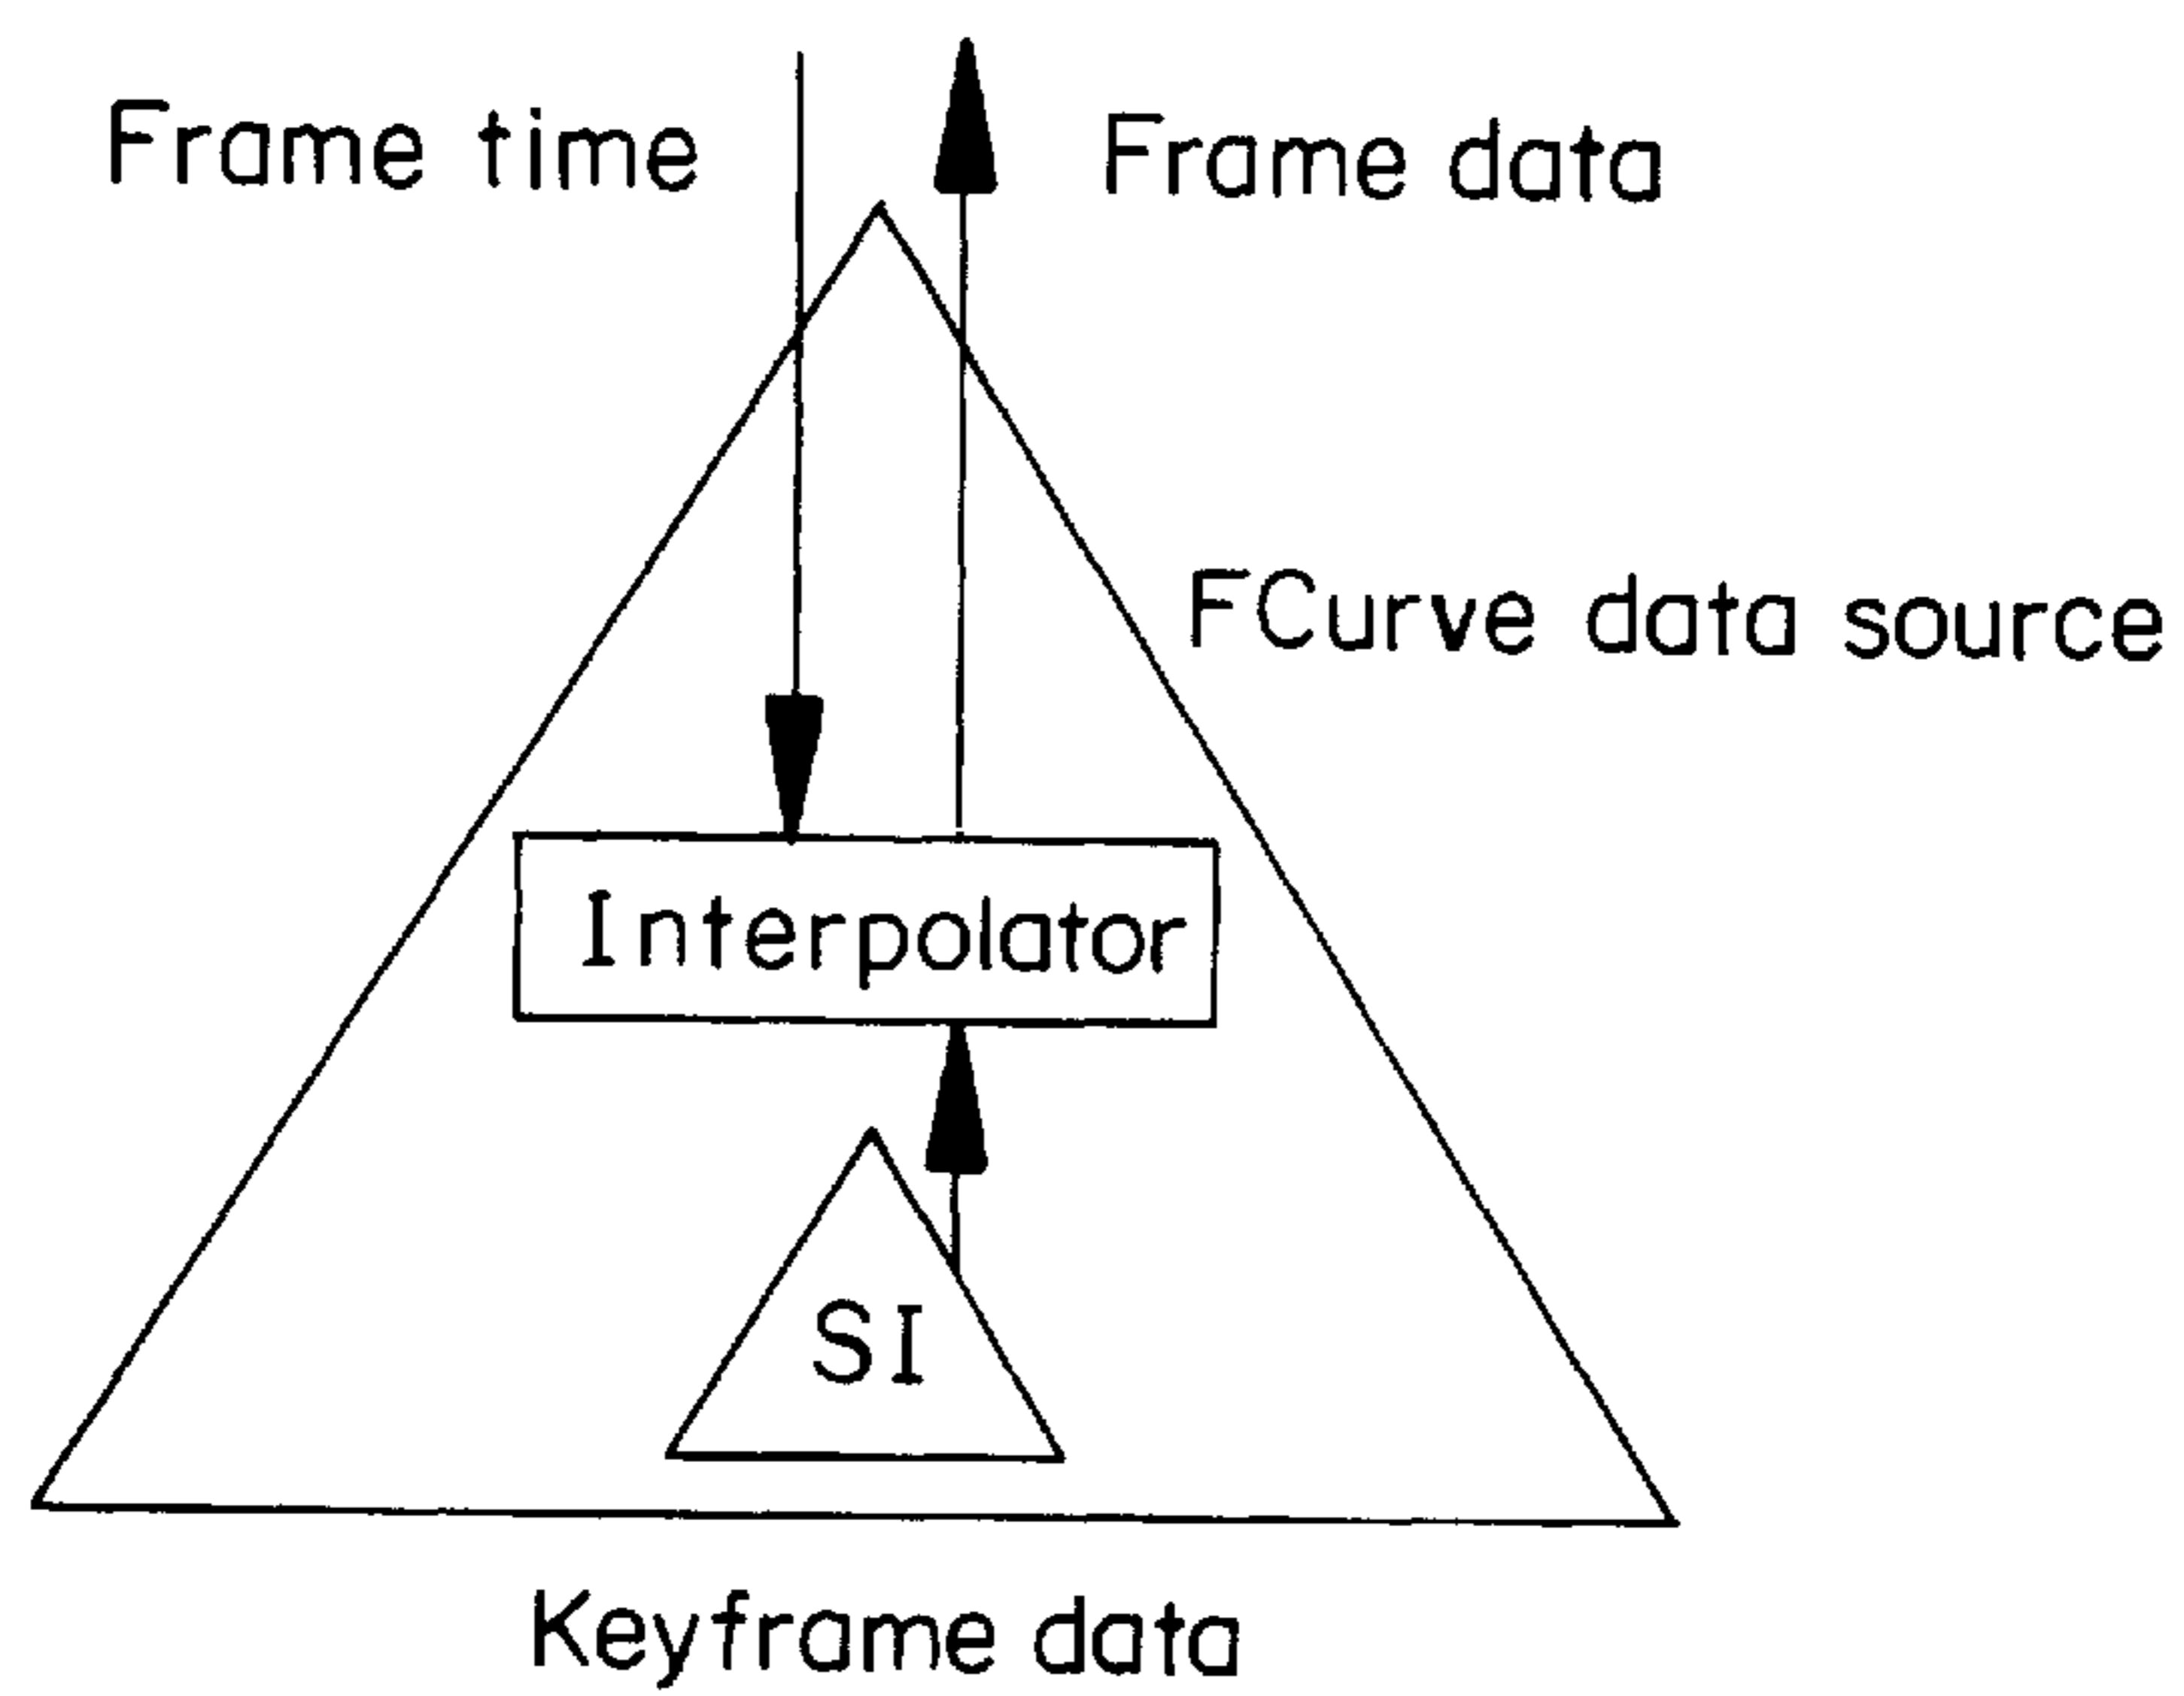 Frame time
Frame data
FCurve data source
Interpolator
SI
Keyframe data